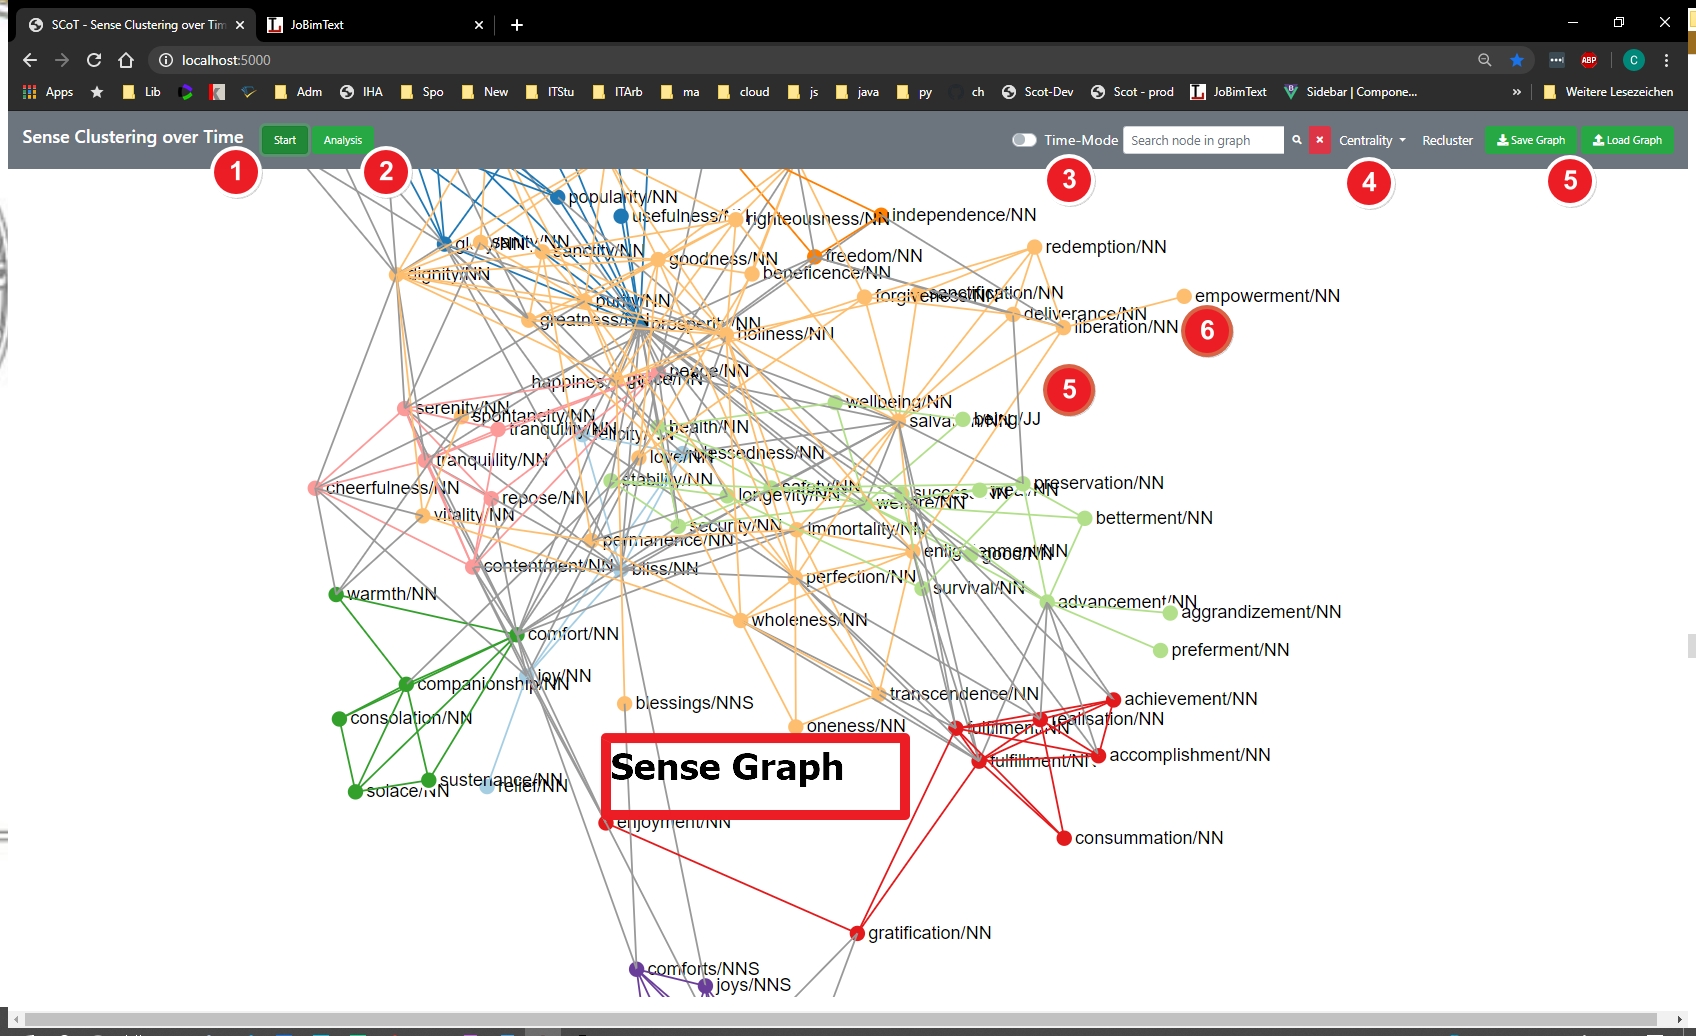 SCoT - Sense Clustering over Tim
JoBimText
localhost:5000
Apps Lib Adm IHA Spo New ITStu ITArb ma cloud js java py ch Scot-Dev Scot - prod JoBimText Sidebar | Compone... » Weitere Lesezeichen
ABP
C
Sense Clustering over Time Start Analysis Time-Mode Search node in graph Centrality Recluster Save Graph Load Graph
1 2 3 4 5
popularity/NN
usefulness/NN
righteousness/NN
independence/NN
sanctity/NN
redemption/NN
goodness/NN
freedom/NN
dignity/NN
beneficence/NN
purity/NN
forgiveness/NN
sanctification/NN
empowerment/NN
greatness/NN
prosperity/NN
deliverance/NN
liberation/NN
6
holiness/NN
peace/NN
5
serenity/NN
spontaneity/NN
wellbeing/NN
being/JJ
tranquility/NN
health/NN
love/NN
tranquillity/NN
stability/NN
cheerfulness/NN
safety/NN
longevity/NN
preservation/NN
repose/NN
welfare/NN
vitality/NN
security/NN
immortality/NN
betterment/NN
permanence/NN
good/NN
contentment/NN
bliss/NN
perfection/NN
survival/NN
warmth/NN
advancement/NN
aggrandizement/NN
wholeness/NN
comfort/NN
preferment/NN
joy/NN
companionship/NN
transcendence/NN
blessings/NNS
achievement/NN
consolation/NN
oneness/NN
fulfilment/NN
realisation/NN
accomplishment/NN
fulfillment/NN
Sense Graph
sustenance/NN
relief/NN
solace/NN
enjoyment/NN
consummation/NN
gratification/NN
comforts/NNS
joys/NNS